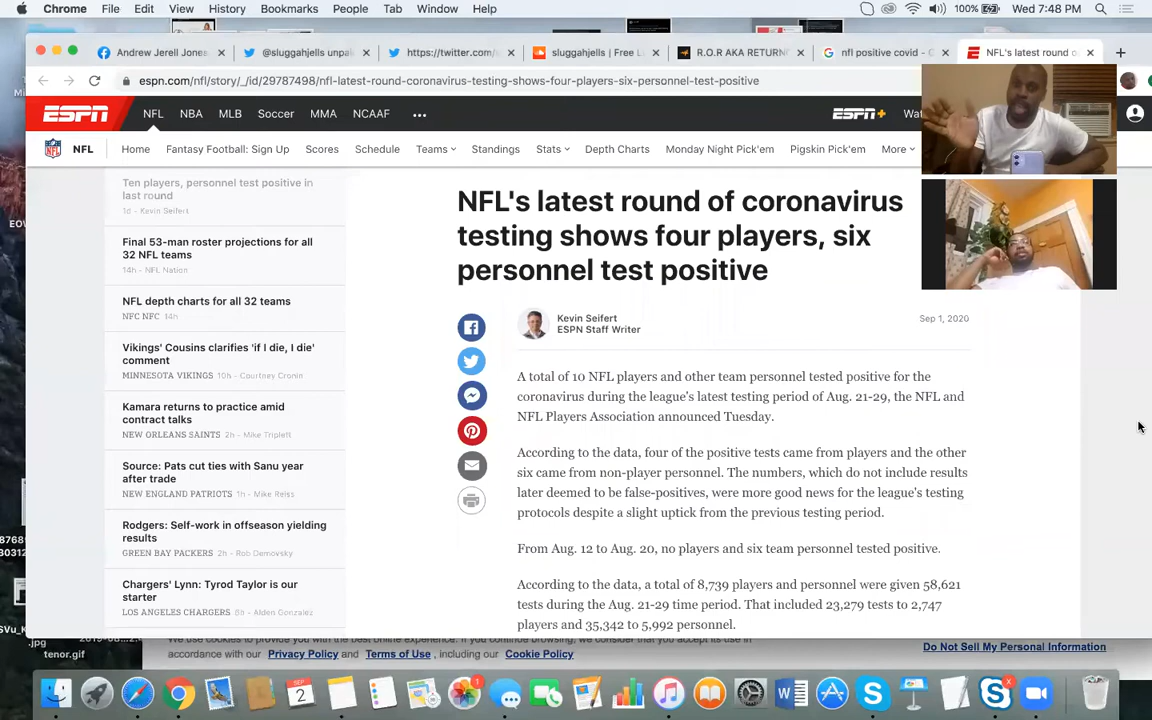 Chrome File Edit View History Bookmarks People Tab Window Help 100% Wed 7:48 PM
Andrew Jerell Jones @sluggahjells unpa https://twitter.com/ sluggahjells | Free L R.O.R AKA RETURN nfl positive covid - G NFL's latest round o
espn.com/nfl/story/_/id/29787498/nfl-latest-round-coronavirus-testing-shows-four-players-six-personnel-test-positive
ESPN NFL NBA MLB Soccer MMA NCAAF ••• ESPN+ Wat
NFL Home Fantasy Football: Sign Up Scores Schedule Teams Standings Stats Depth Charts Monday Night Pick'em Pigskin Pick'em More
Ten players, personnel test positive in
last round
1d - Kevin Seifert
Final 53-man roster projections for all
32 NFL teams
14h - NFL Nation
NFL depth charts for all 32 teams
NFC NFC 14h
Vikings' Cousins clarifies 'if I die, I die'
comment
MINNESOTA VIKINGS 10h - Courtney Cronin
Kamara returns to practice amid
contract talks
NEW ORLEANS SAINTS 2h - Mike Triplett
Source: Pats cut ties with Sanu year
after trade
NEW ENGLAND PATRIOTS 1h - Mike Reiss
Rodgers: Self-work in offseason yielding
results
GREEN BAY PACKERS 2h - Rob Demovsky
Chargers' Lynn: Tyrod Taylor is our
starter
LOS ANGELES CHARGERS 6h - Alden Gonzalez
NFL's latest round of coronavirus
testing shows four players, six
personnel test positive
Kevin Seifert
ESPN Staff Writer
Sep 1, 2020
A total of 10 NFL players and other team personnel tested positive for the
coronavirus during the league's latest testing period of Aug. 21-29, the NFL and
NFL Players Association announced Tuesday.
According to the data, four of the positive tests came from players and the other
six came from non-player personnel. The numbers, which do not include results
later deemed to be false-positives, were more good news for the league's testing
protocols despite a slight uptick from the previous testing period.
From Aug. 12 to Aug. 20, no players and six team personnel tested positive.
According to the data, a total of 8,739 players and personnel were given 58,621
tests during the Aug. 21-29 time period. That included 23,279 tests to 2,747
players and 35,342 to 5,992 personnel.
accordance with our Privacy Policy and Terms of Use, including our Cookie Policy
Do Not Sell My Personal Information
.jpg
tenor.gif
SEP
2